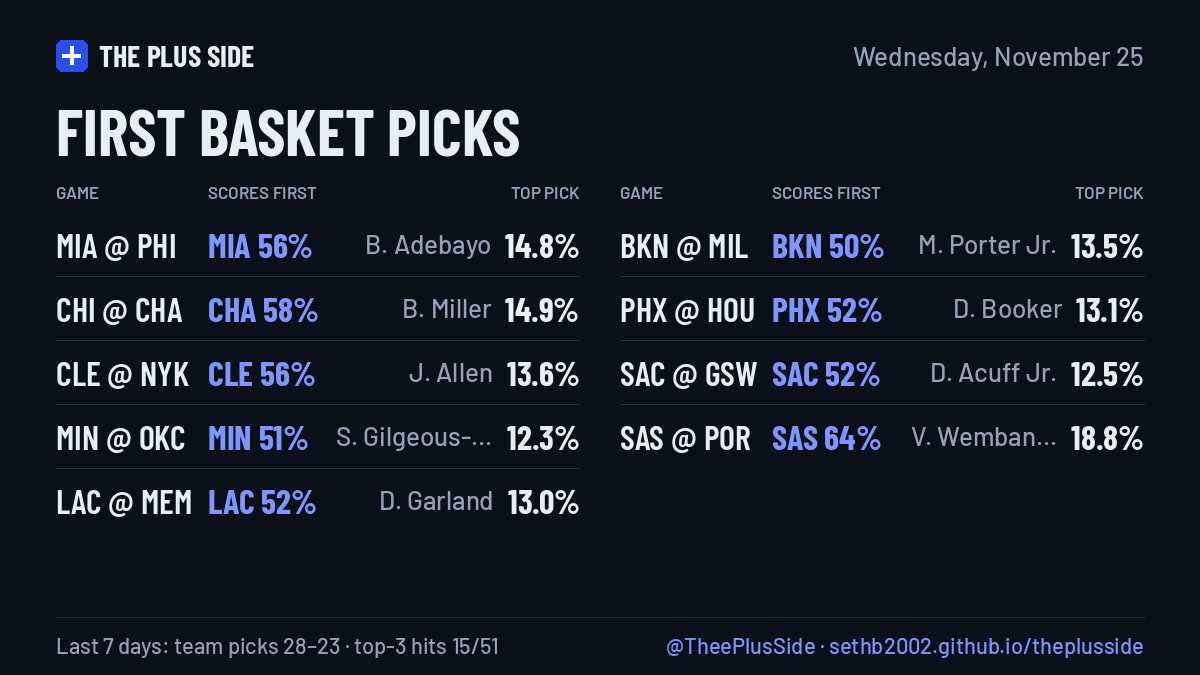 THE PLUS SIDE
Wednesday, November 25
FIRST BASKET PICKS
GAME SCORES FIRST TOP PICK
MIA @ PHI MIA 56% B. Adebayo 14.8%
CHI @ CHA CHA 58% B. Miller 14.9%
CLE @ NYK CLE 56% J. Allen 13.6%
MIN @ OKC MIN 51% S. Gilgeous-... 12.3%
LAC @ MEM LAC 52% D. Garland 13.0%
GAME SCORES FIRST TOP PICK
BKN @ MIL BKN 50% M. Porter Jr. 13.5%
PHX @ HOU PHX 52% D. Booker 13.1%
SAC @ GSW SAC 52% D. Acuff Jr. 12.5%
SAS @ POR SAS 64% V. Wemban... 18.8%
Last 7 days: team picks 28–23 · top-3 hits 15/51
@TheePlusSide · sethb2002.github.io/theplusside